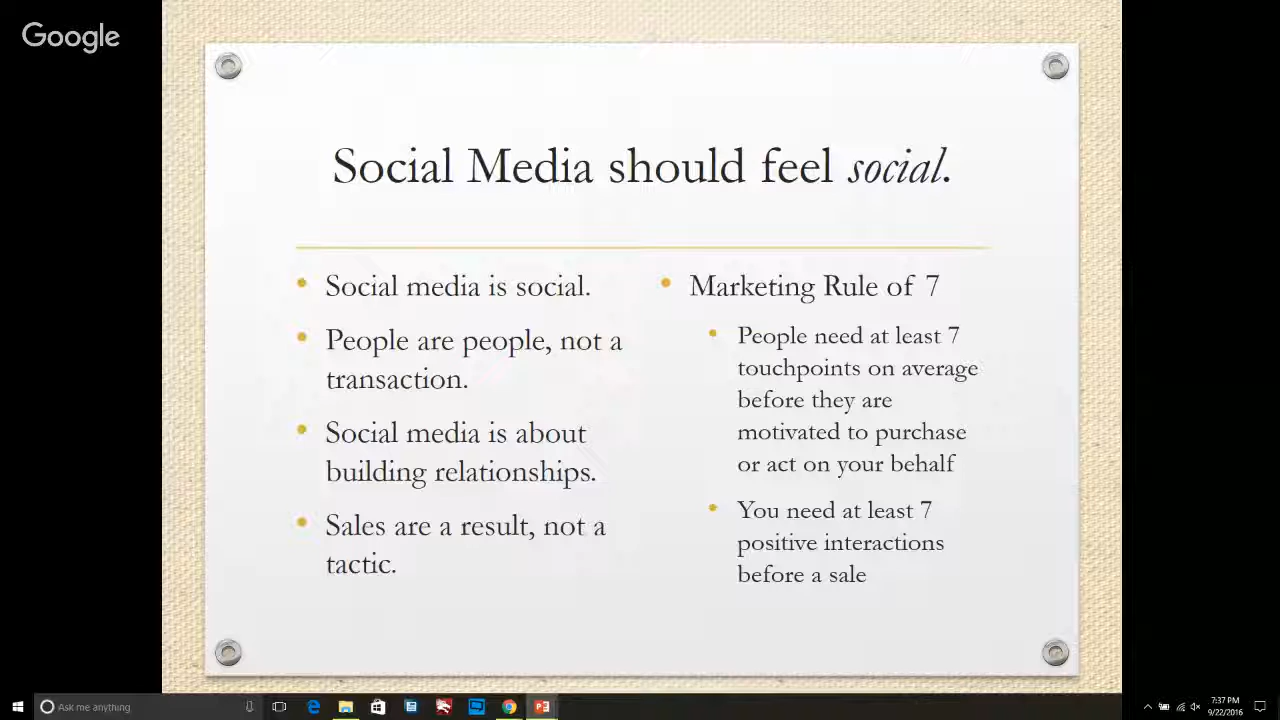 Google
Social Media should feel social.
• Social media is social.
• People are people, not a
transaction.
• Social media is about
building relationships.
• Sales are a result, not a
tactic.
• Marketing Rule of 7
• People need at least 7
touchpoints on average
before they are
motivated to purchase
or act on your behalf
• You need at least 7
positive interactions
before a sale
Ask me anything
7:37 PM
9/22/2016